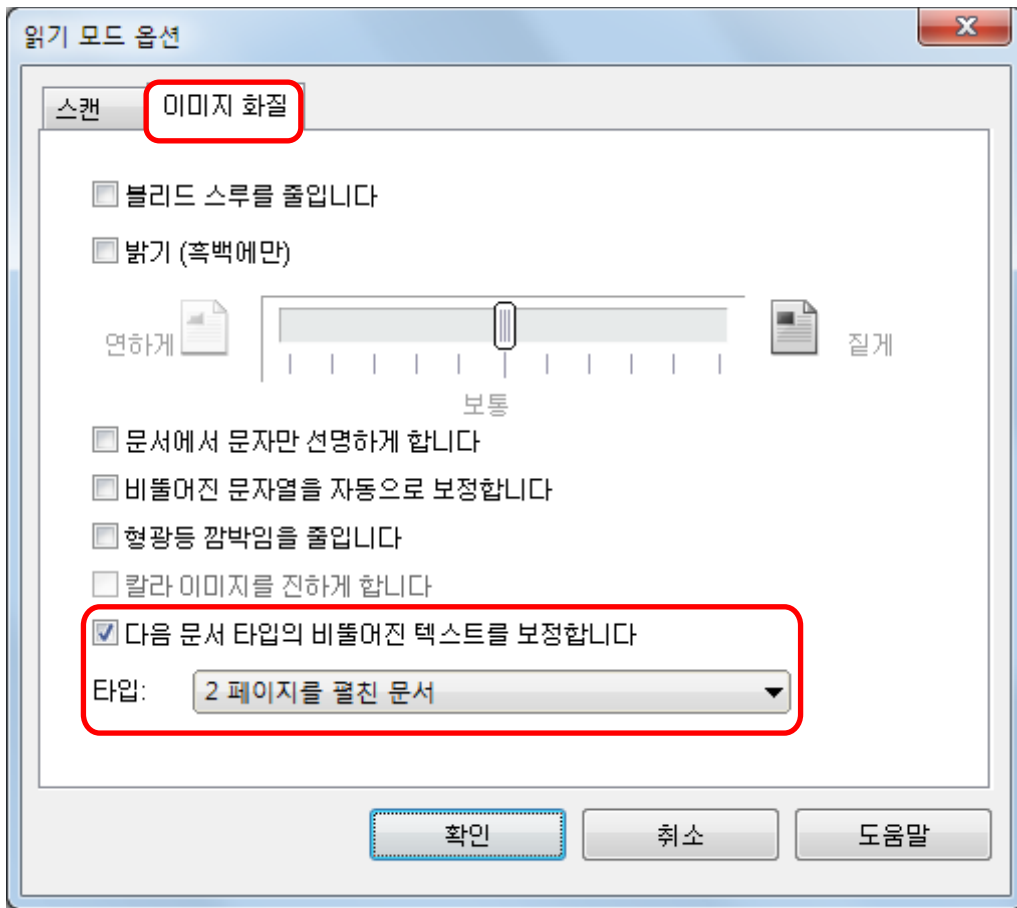 읽기 모드 옵션
스캔
이미지 화질
블리드 스루를 줄입니다
밝기 (흑백에만)
연하게
짙게
보통
문서에서 문자만 선명하게 합니다
비뚤어진 문자열을 자동으로 보정합니다
형광등 깜박임을 줄입니다
칼라 이미지를 진하게 합니다
다음 문서 타입의 비뚤어진 텍스트를 보정합니다
타입: 2 페이지를 펼친 문서
확인 취소 도움말